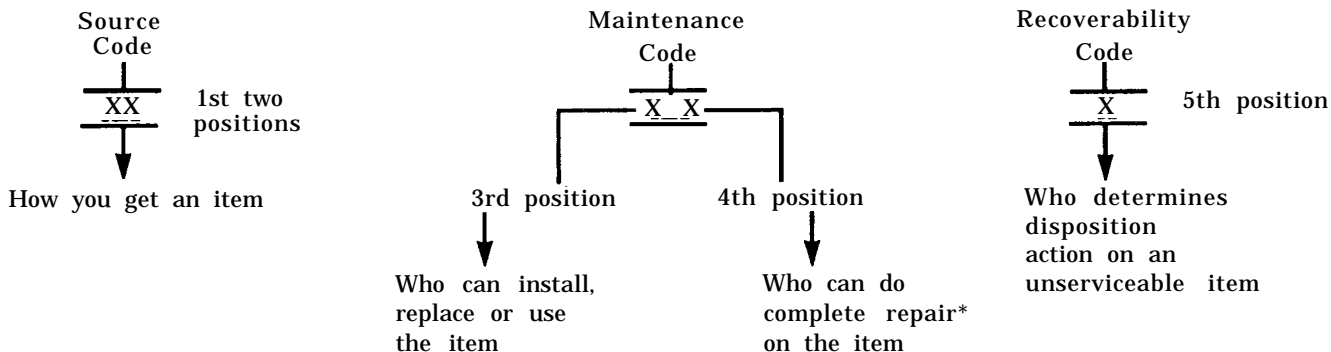 Source
Code
XX
1st two
positions
How you get an item
Maintenance
Code
X X
3rd position
4th position
Who can install,
replace or use
the item
Who can do
complete repair*
on the item
Recoverability
Code
X
5th position
Who determines
disposition
action on an
unserviceable item